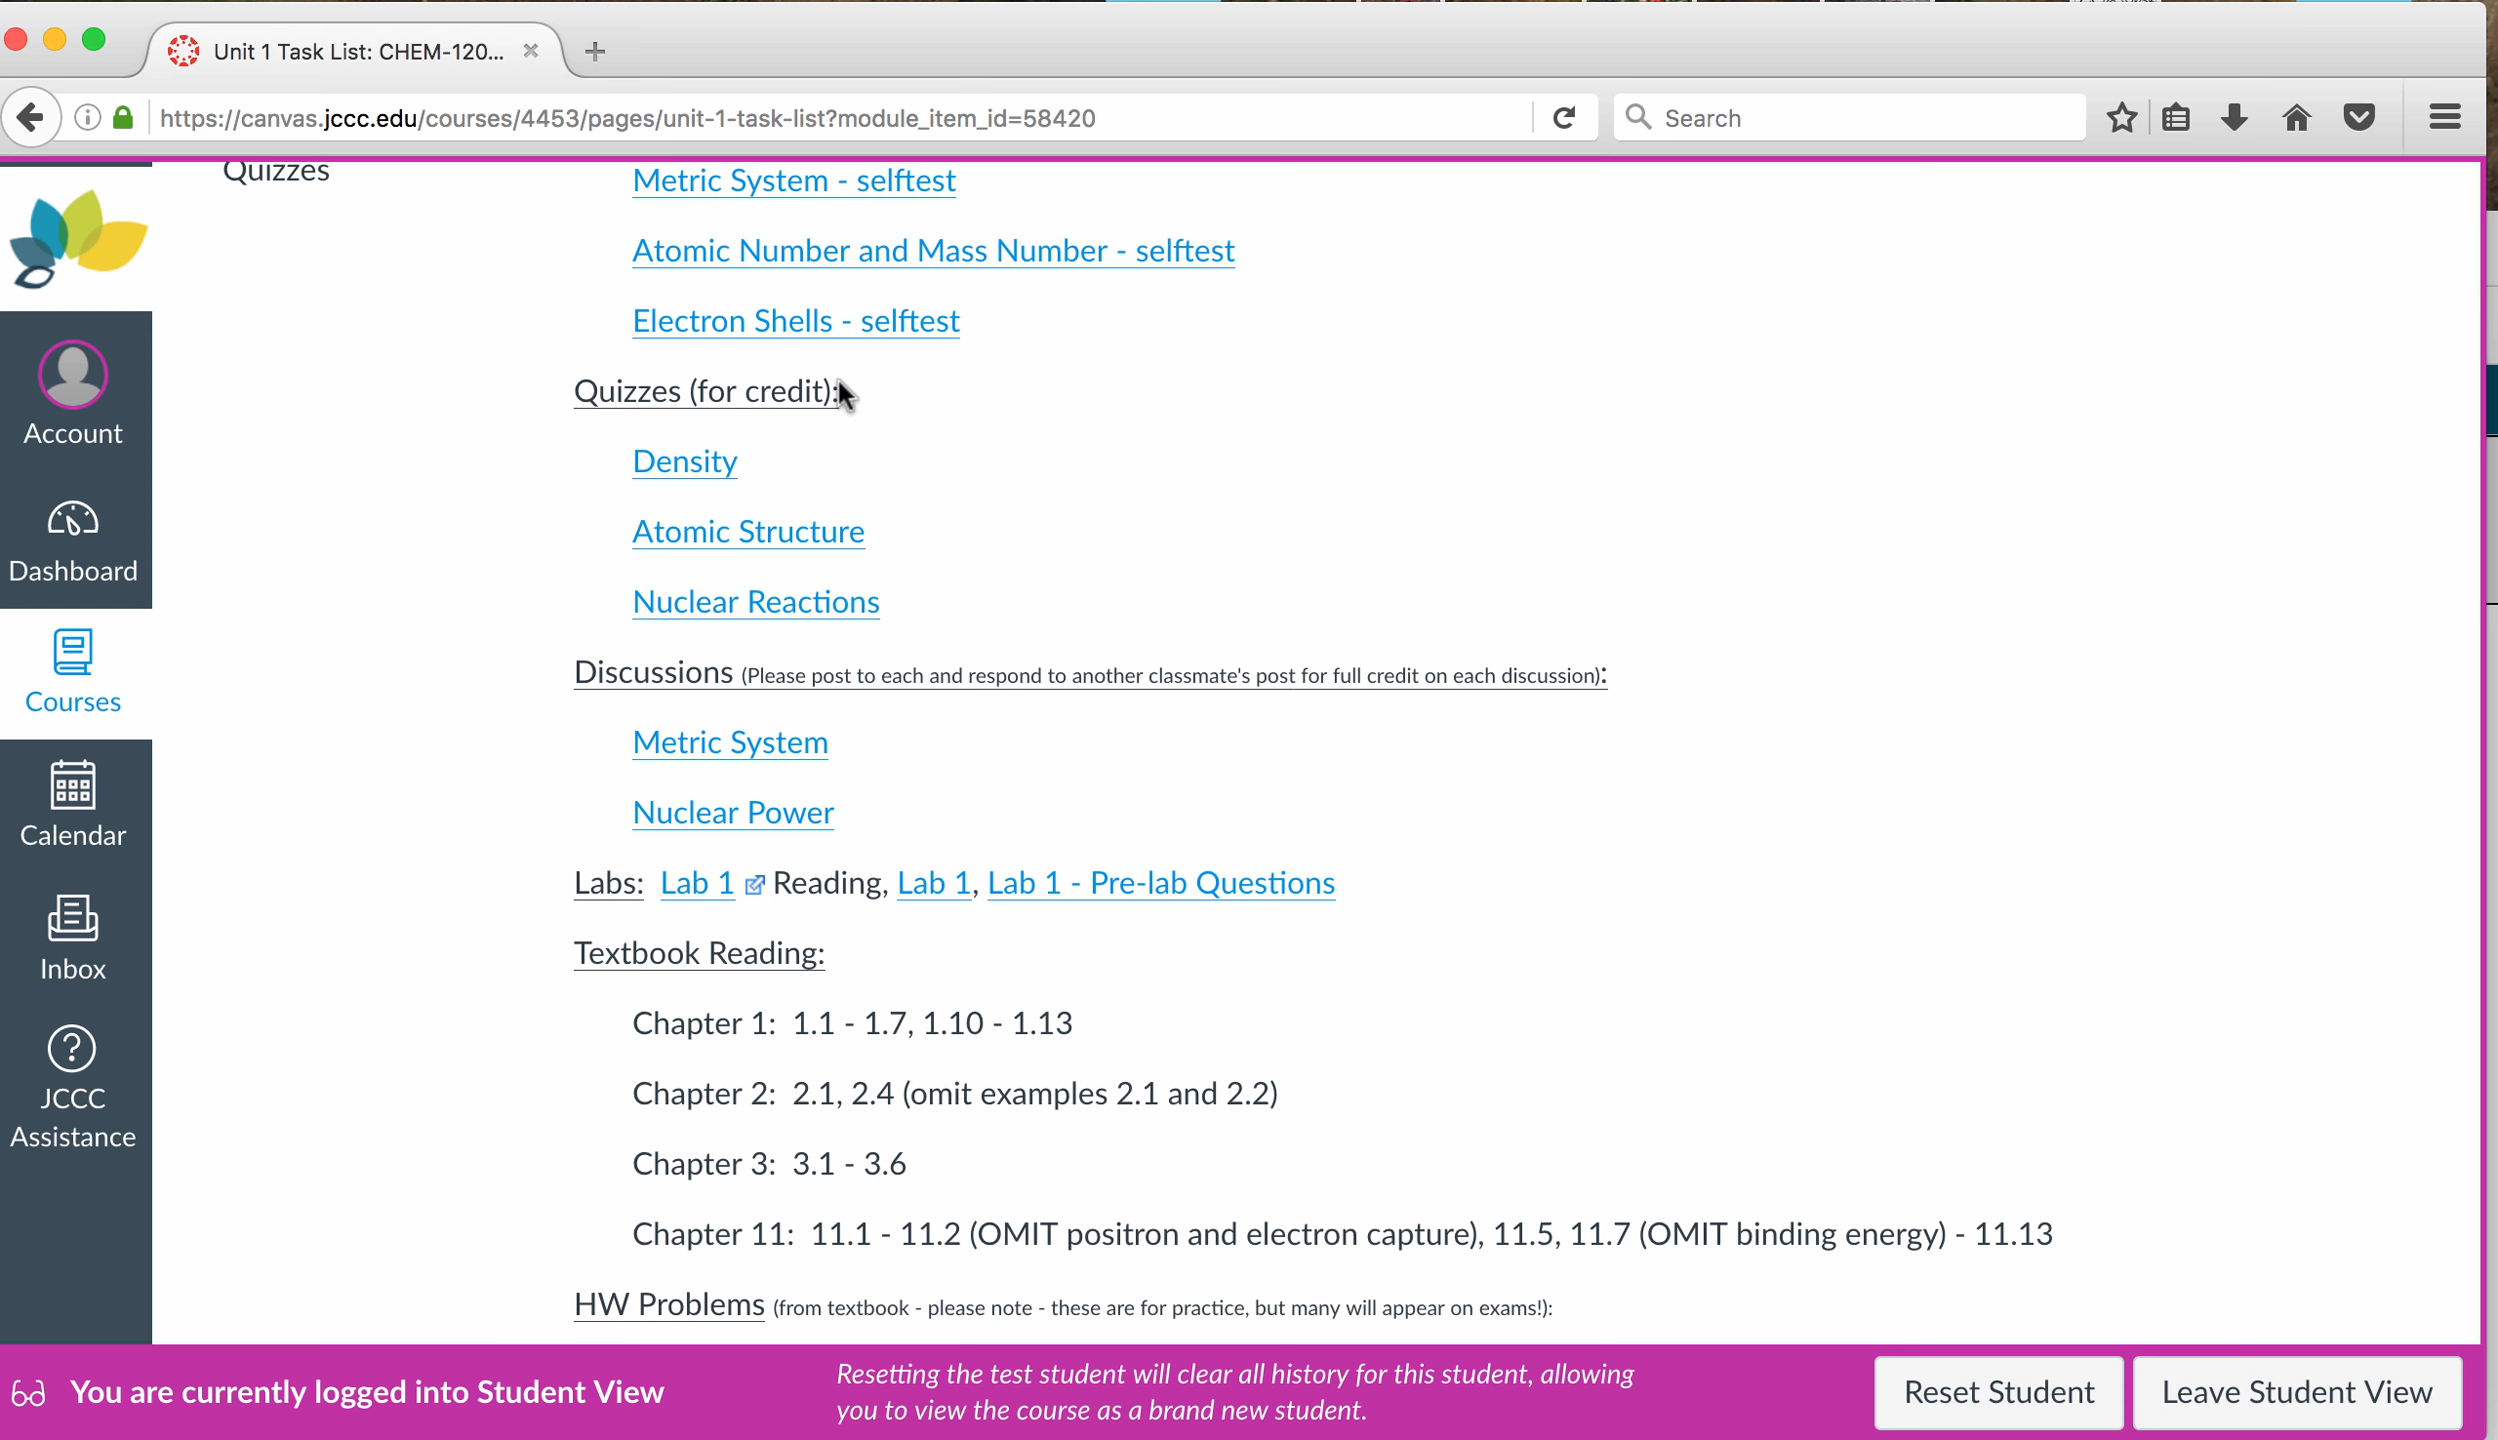 Unit 1 Task List: CHEM-120...
https://canvas.jccc.edu/courses/4453/pages/unit-1-task-list?module_item_id=58420
Search
Quizzes
Metric System - selftest
Atomic Number and Mass Number - selftest
Electron Shells - selftest
Quizzes (for credit):
Density
Atomic Structure
Nuclear Reactions
Discussions (Please post to each and respond to another classmate's post for full credit on each discussion):
Metric System
Nuclear Power
Labs: Lab 1 Reading, Lab 1, Lab 1 - Pre-lab Questions
Textbook Reading:
Chapter 1: 1.1 - 1.7, 1.10 - 1.13
Chapter 2: 2.1, 2.4 (omit examples 2.1 and 2.2)
Chapter 3: 3.1 - 3.6
Chapter 11: 11.1 - 11.2 (OMIT positron and electron capture), 11.5, 11.7 (OMIT binding energy) - 11.13
HW Problems (from textbook - please note - these are for practice, but many will appear on exams!):
Account
Dashboard
Courses
Calendar
Inbox
JCCC
Assistance
You are currently logged into Student View
Resetting the test student will clear all history for this student, allowing
you to view the course as a brand new student.
Reset Student
Leave Student View